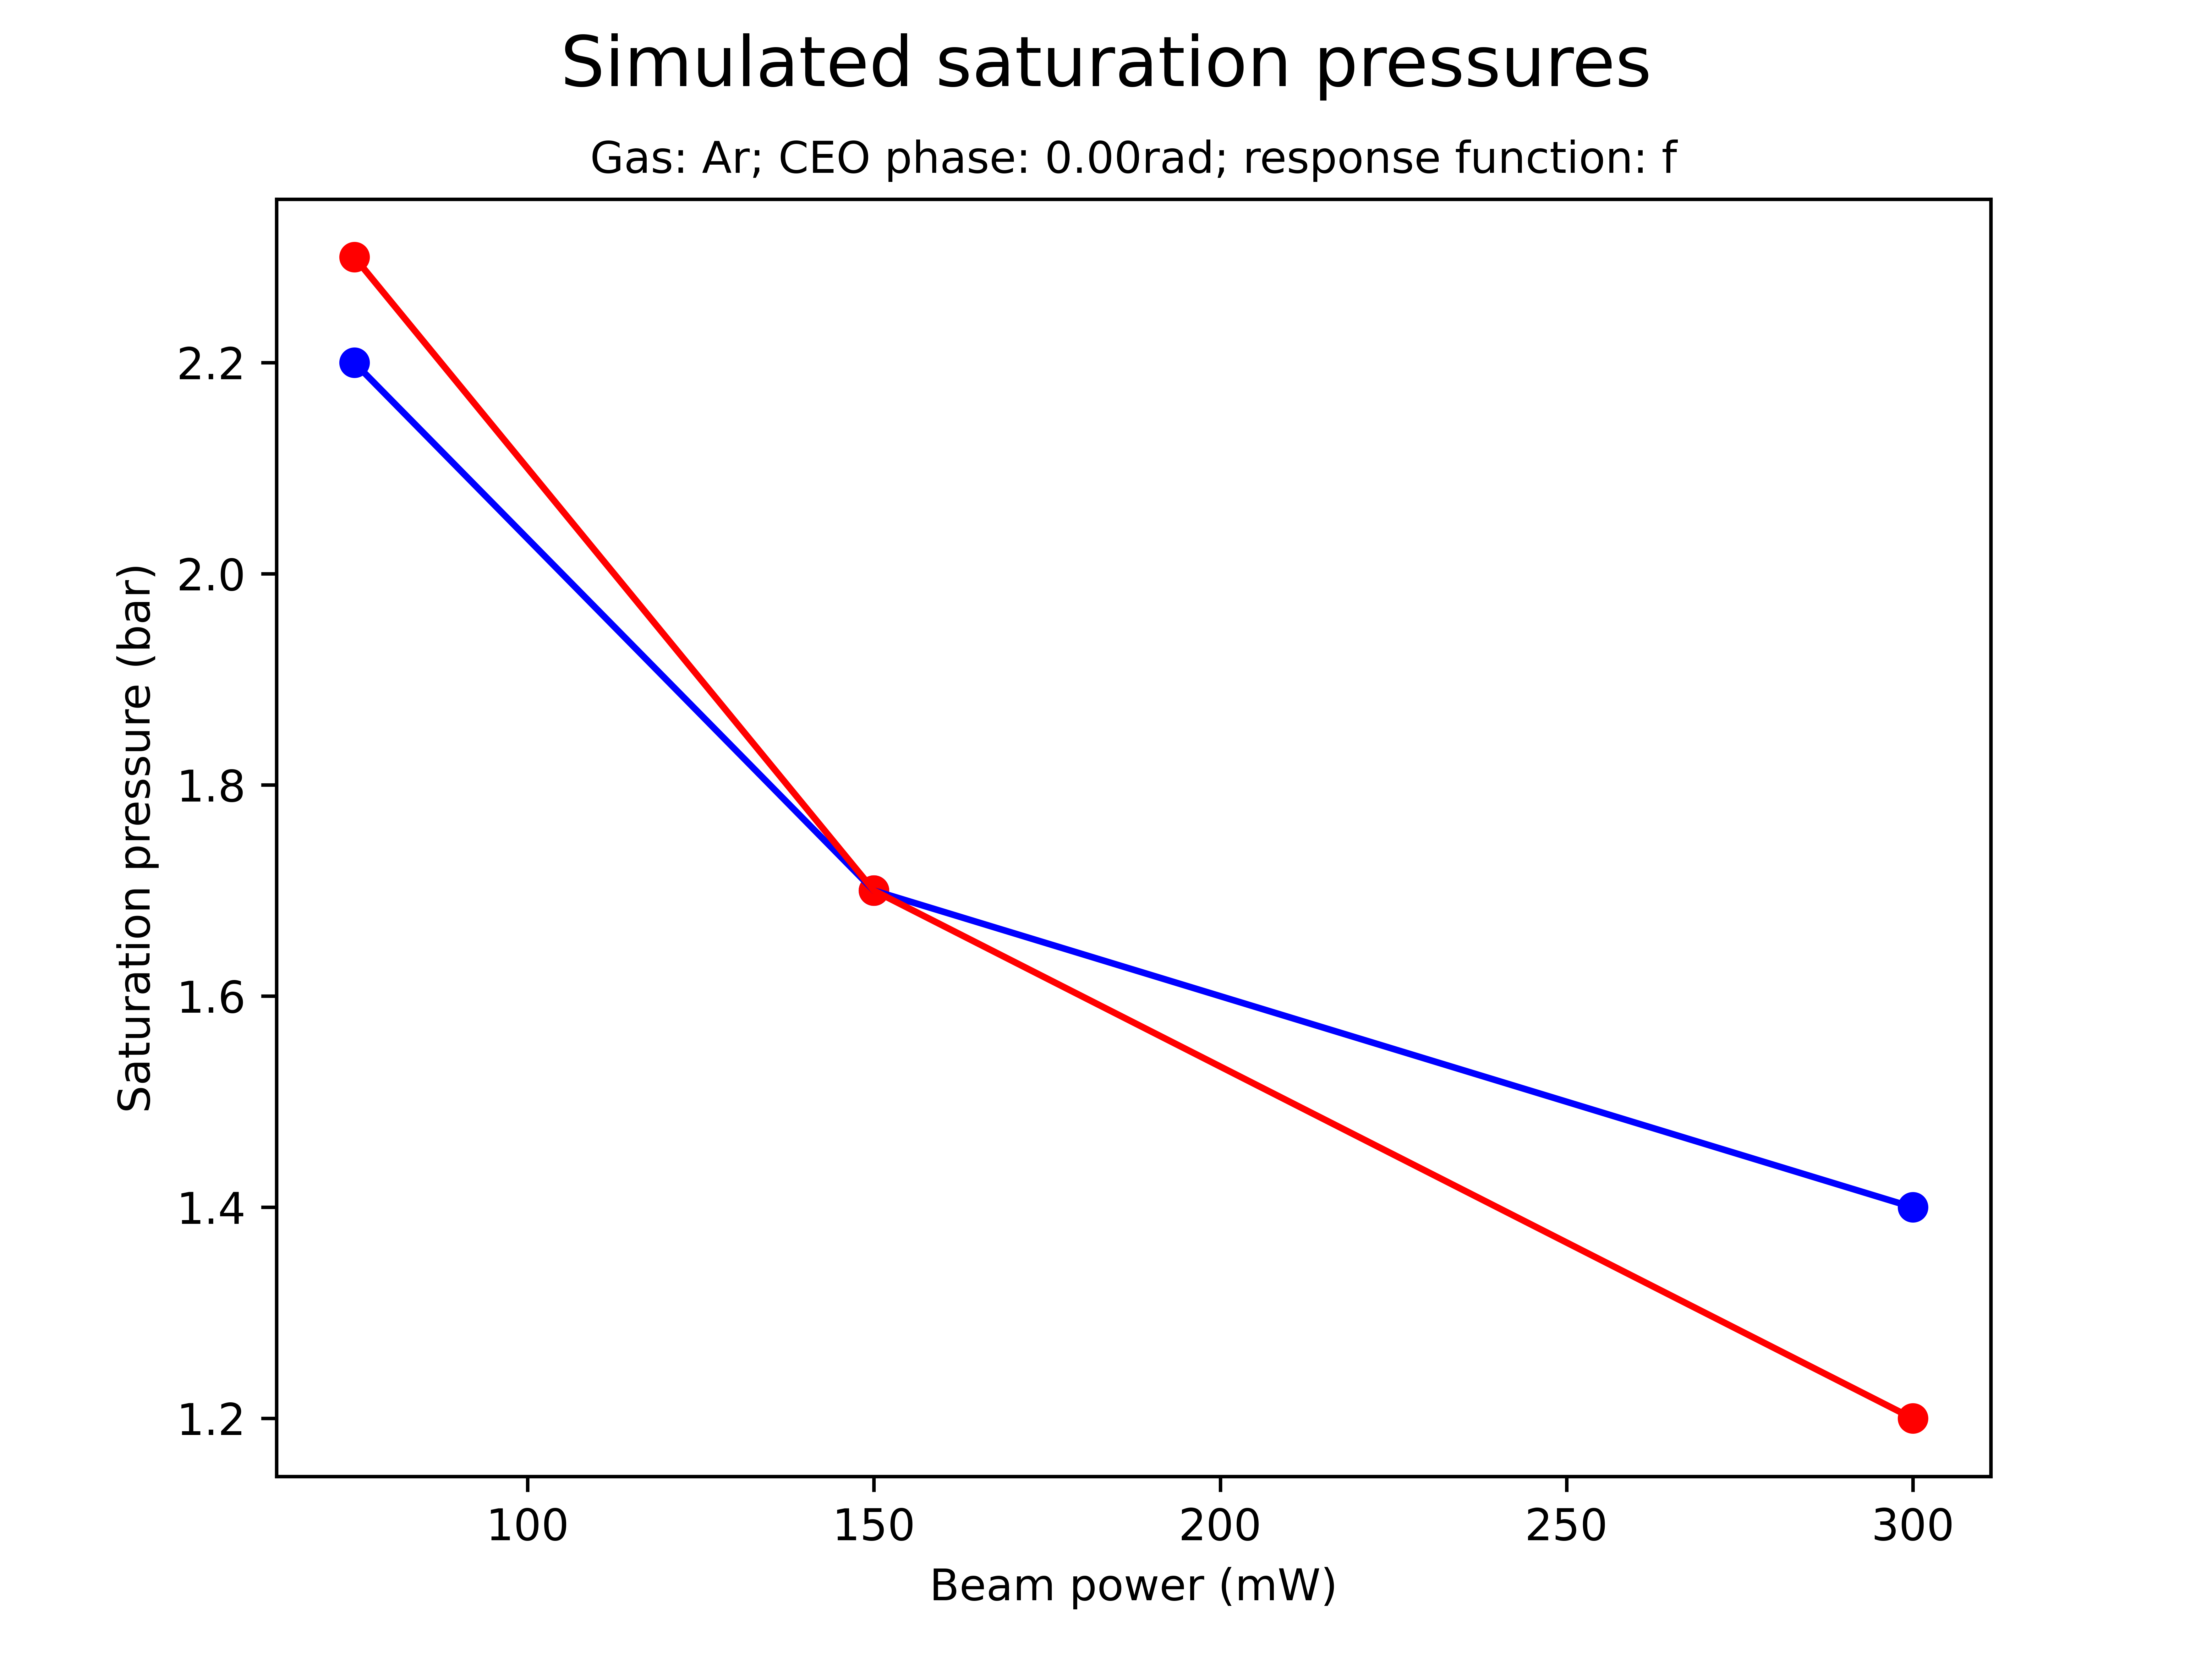 Simulated saturation pressures
Gas: Ar; CEO phase: 0.00rad; response function: f
Saturation pressure (bar)
2.2
2.0
1.8
1.6
1.4
1.2
100 150 200 250 300
Beam power (mW)